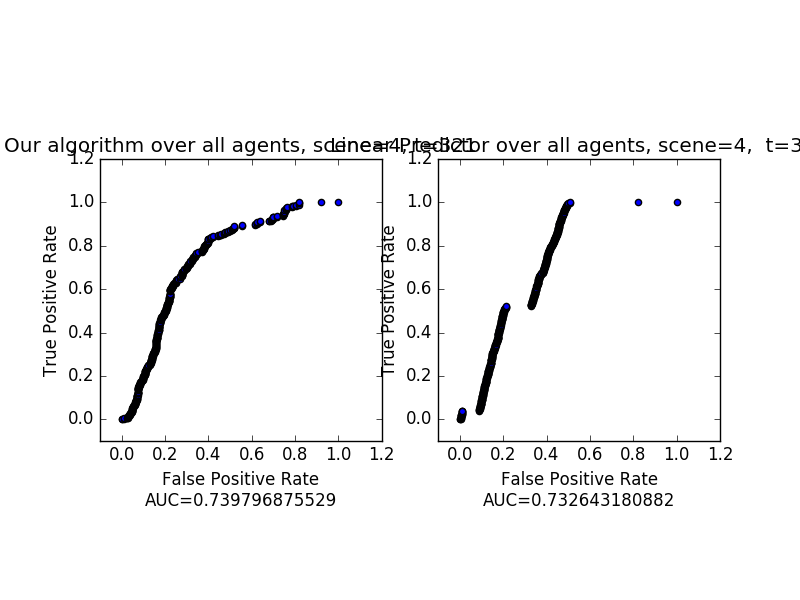 Our algorithm over all agents, scene=4, t=321
Linear Predictor over all agents, scene=4,  t=3
1.2
1.0
0.8
0.6
0.4
0.2
0.0
True Positive Rate
0.0 0.2 0.4 0.6 0.8 1.0 1.2
False Positive Rate
AUC=0.739796875529
1.2
1.0
0.8
0.6
0.4
0.2
0.0
True Positive Rate
0.0 0.2 0.4 0.6 0.8 1.0 1.2
False Positive Rate
AUC=0.732643180882